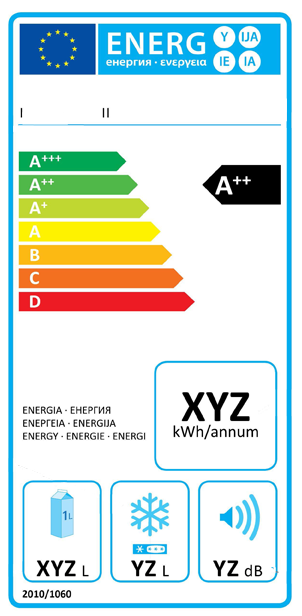 ENERG Y IJA
енергия · ενεργεια IE IA
I II
A+++
A++ A++
A+
A
B
C
D
XYZ
kWh/annum
ENERGIA · ЕНЕРГИЯ
ΕΝΕΡΓΕΙΑ · ENERGIJA
ENERGY · ENERGIE · ENERGI
1L
XYZ L YZ L YZ dB
2010/1060